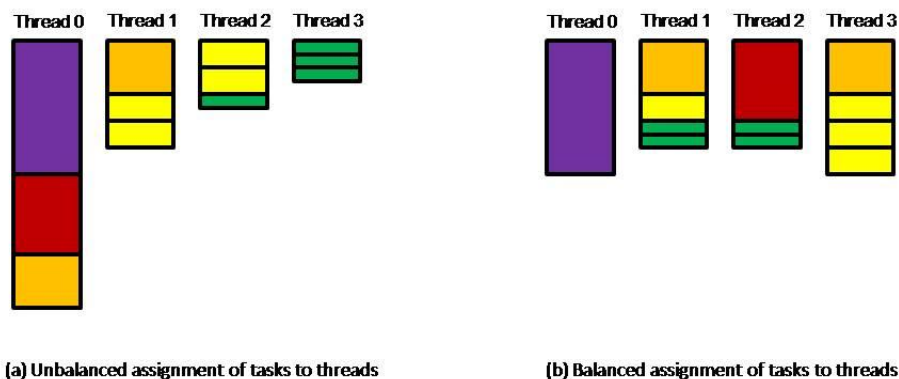 Thread 0 Thread 1 Thread 2 Thread 3 Thread 0 Thread 1 Thread 2 Thread 3
(a) Unbalanced assignment of tasks to threads (b) Balanced assignment of tasks to threads